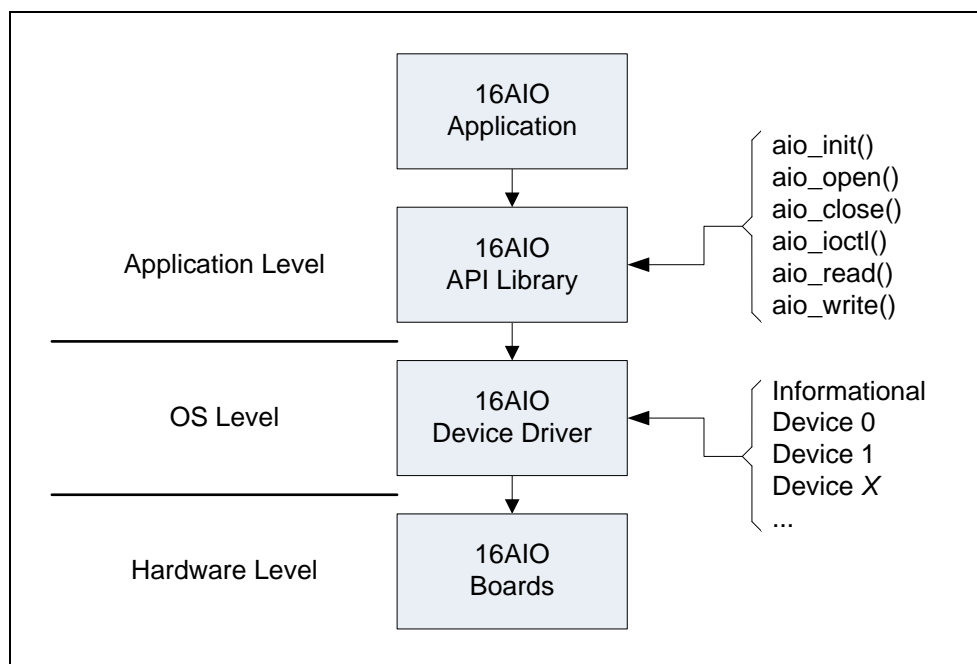 16AIO
Application
aio_init()
aio_open()
aio_close()
aio_ioctl()
aio_read()
aio_write()
Application Level
16AIO
API Library
OS Level
16AIO
Device Driver
Informational
Device 0
Device 1
Device X
...
Hardware Level
16AIO
Boards